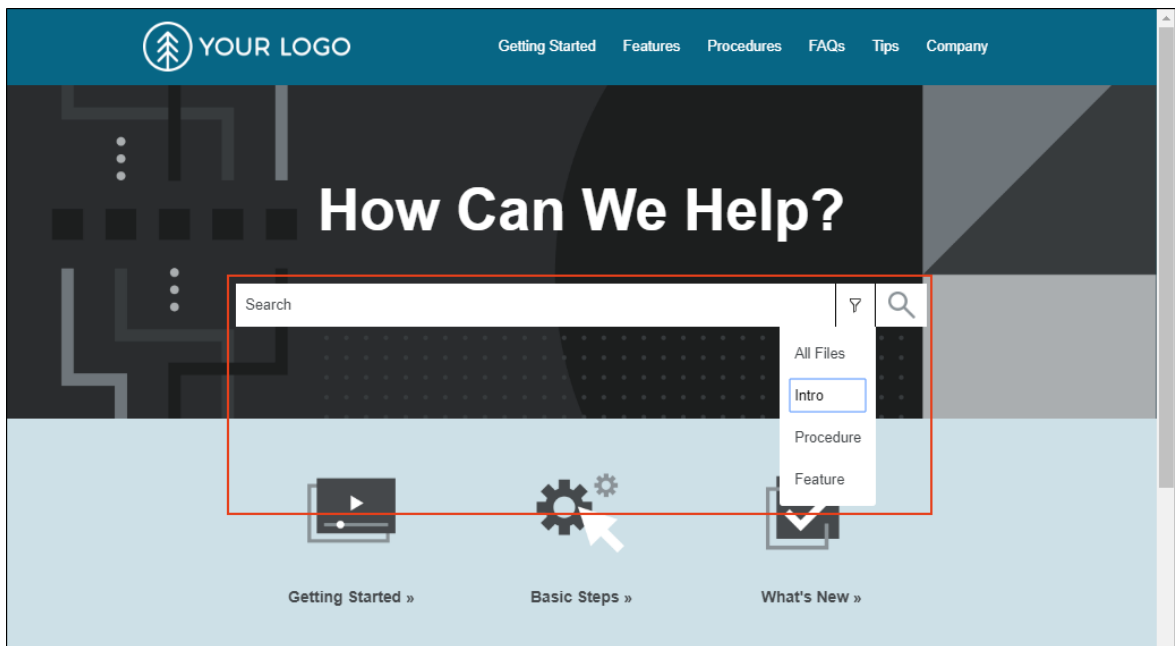 YOUR LOGO
Getting Started Features Procedures FAQs Tips Company
How Can We Help?
Search
All Files
Intro
Procedure
Feature
Getting Started » Basic Steps » What's New »